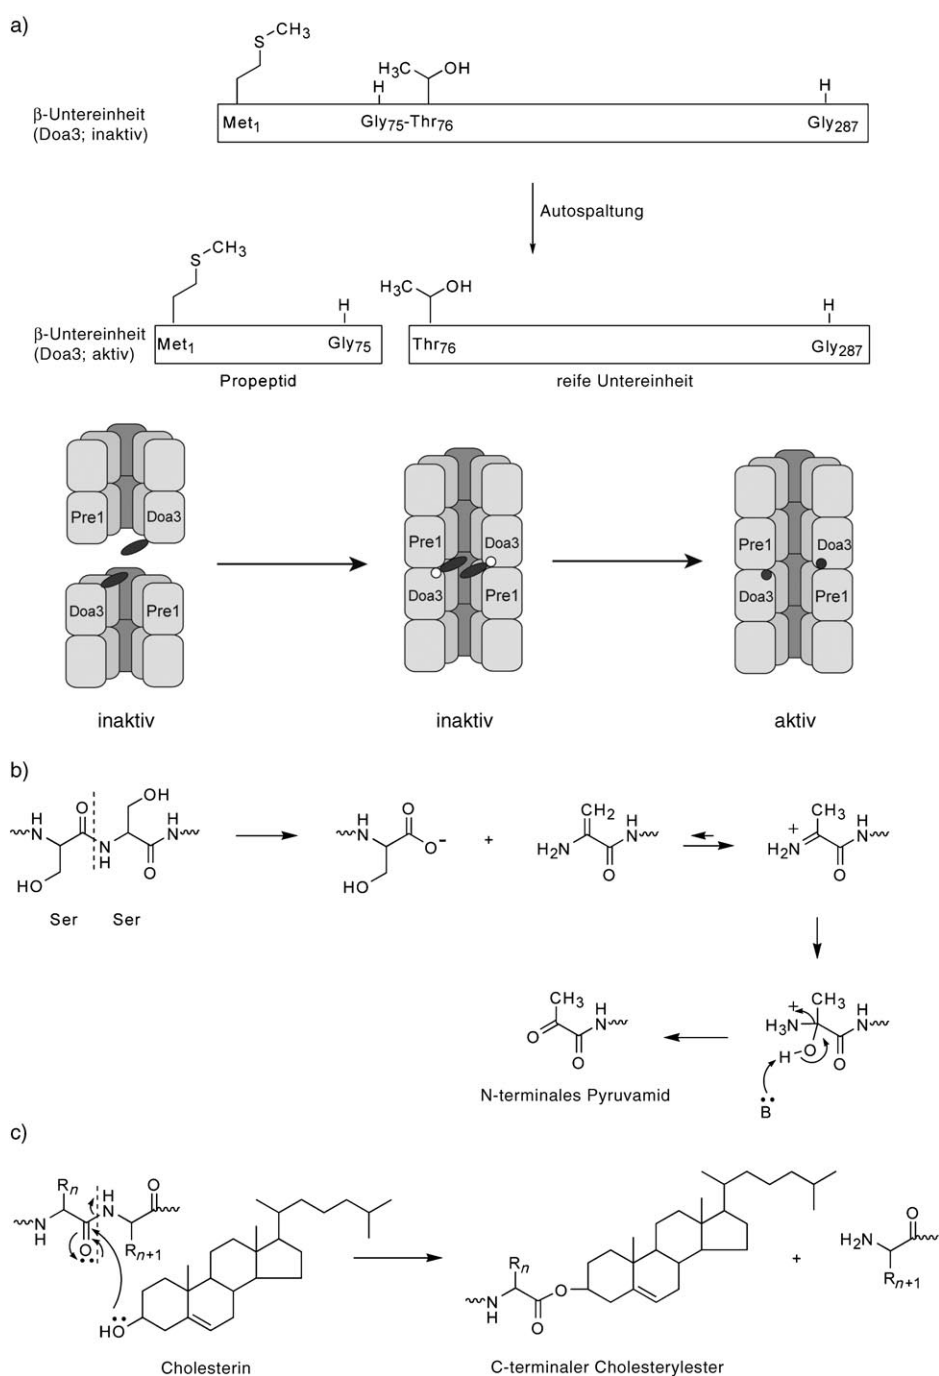 a)
S CH3
H3C OH
H H
β-Untereinheit
(Doa3; inaktiv)
Met1 Gly75-Thr76 Gly287
Autospaltung
S CH3
H3C OH
H H
β-Untereinheit
(Doa3; aktiv)
Met1 Gly75 Thr76 Gly287
Propeptid reife Untereinheit
Pre1 Doa3 Pre1 Doa3 Pre1 Doa3
Doa3 Pre1 Doa3 Pre1 Doa3 Pre1
inaktiv inaktiv aktiv
b)
OH
H O H N N H O HO
H N O O- HO
+
CH2 H2N H N O
CH3 + H2N H N O
Ser Ser
CH3 O H N O
CH3 + H3N H N H O O
B
N-terminales Pyruvamid
c)
Rn H N O
N H O Rn+1
HO
Rn N H O O
+
H2N O Rn+1
Cholesterin C-terminaler Cholesterylester